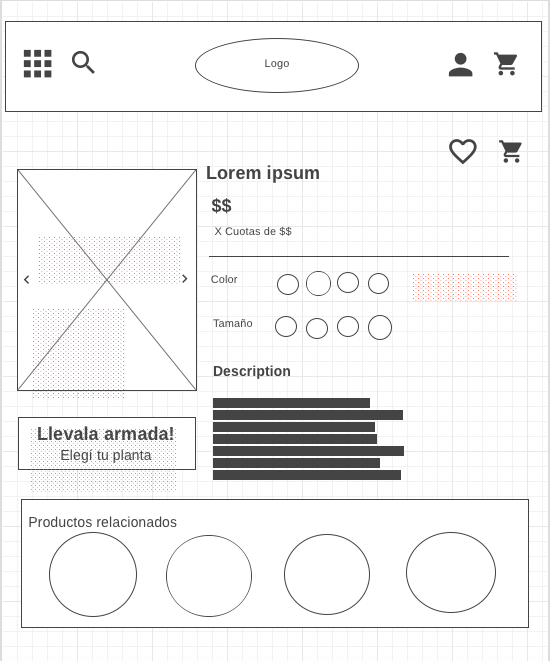 Logo
Lorem ipsum
$$
X Cuotas de $$
Color
Tamaño
Description
Llevala armada!
Elegí tu planta
Productos relacionados